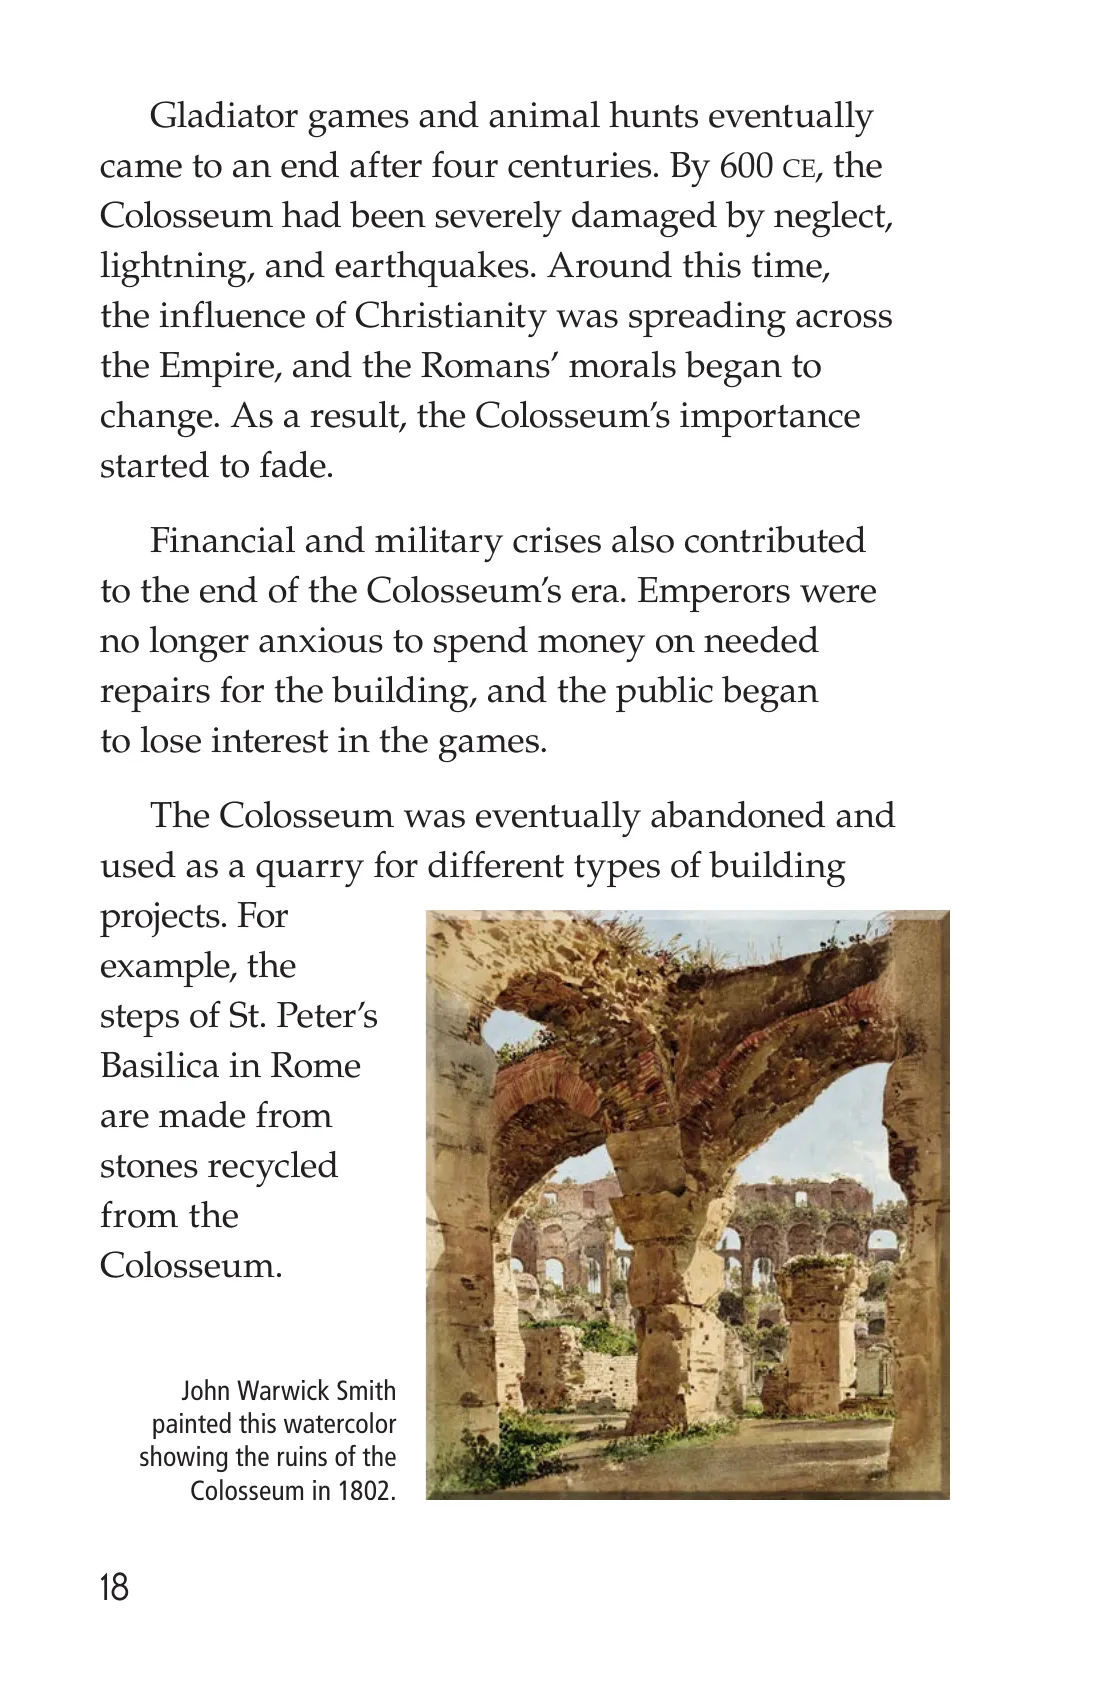 Gladiator games and animal hunts eventually
came to an end after four centuries. By 600 CE, the
Colosseum had been severely damaged by neglect,
lightning, and earthquakes. Around this time,
the influence of Christianity was spreading across
the Empire, and the Romans’ morals began to
change. As a result, the Colosseum’s importance
started to fade.
Financial and military crises also contributed
to the end of the Colosseum’s era. Emperors were
no longer anxious to spend money on needed
repairs for the building, and the public began
to lose interest in the games.
The Colosseum was eventually abandoned and
used as a quarry for different types of building
projects. For
example, the
steps of St. Peter’s
Basilica in Rome
are made from
stones recycled
from the
Colosseum.
John Warwick Smith
painted this watercolor
showing the ruins of the
Colosseum in 1802.
18